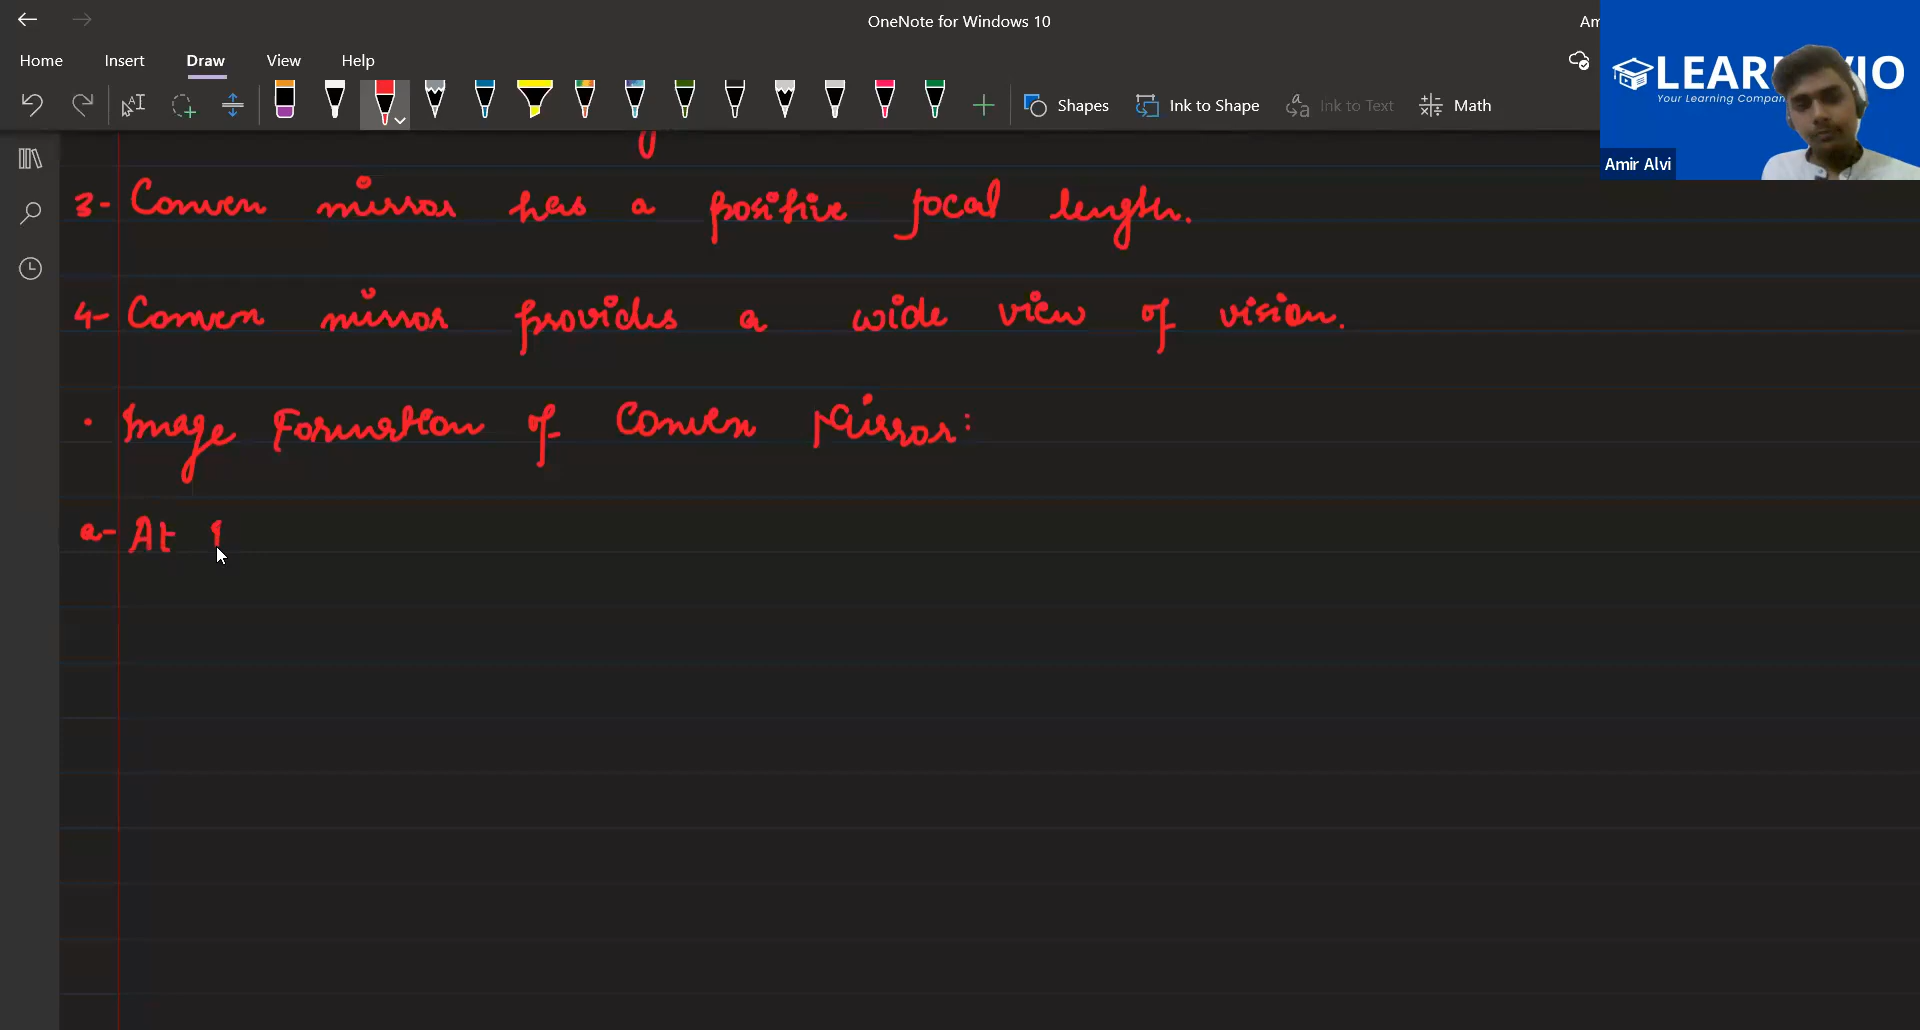 OneNote for Windows 10
Am
Home Insert Draw View Help
Shapes Ink to Shape Ink to Text Math
LEAR VIO
Your Learning Compan
Amir Alvi
3- Convex mirror has a positive focal length.
4- Convex mirror provides a wide view of vision.
• Image Formation of Convex Mirror:
a- At